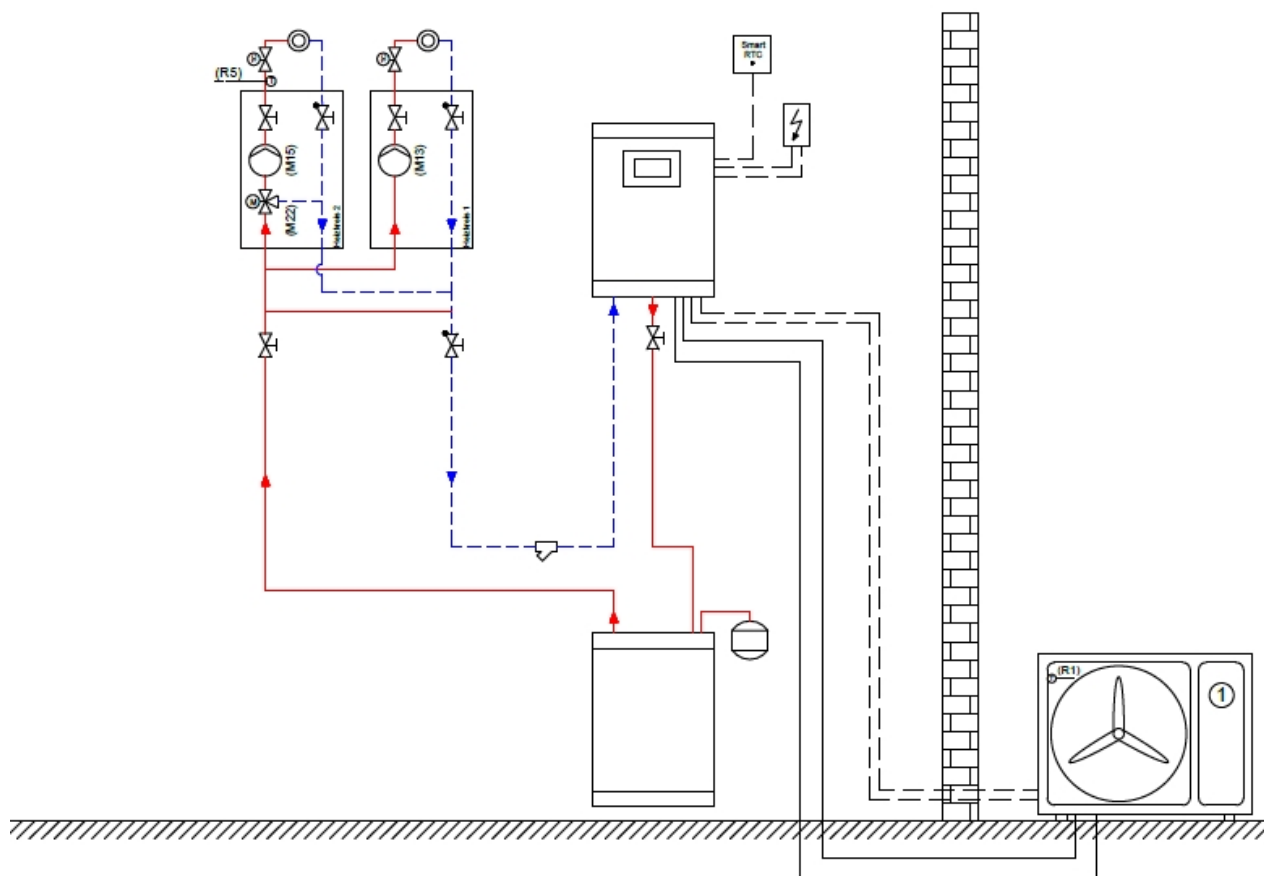 Smart
RTC
(R5)
(M15)
(M13)
M
(M22)
Heizkreis 2
Heizkreis 1
(R1)
1